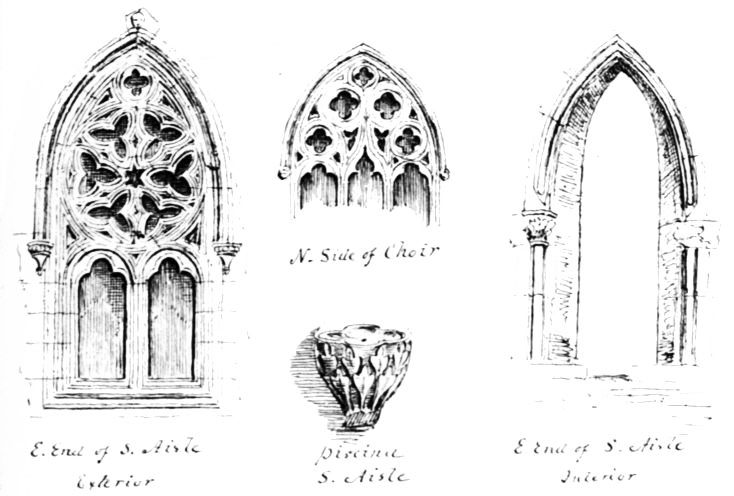 N. Side of Choir
E. End of S. Aisle
Exterior
Piscina
S. Aisle
E End of S. Aisle
Interior